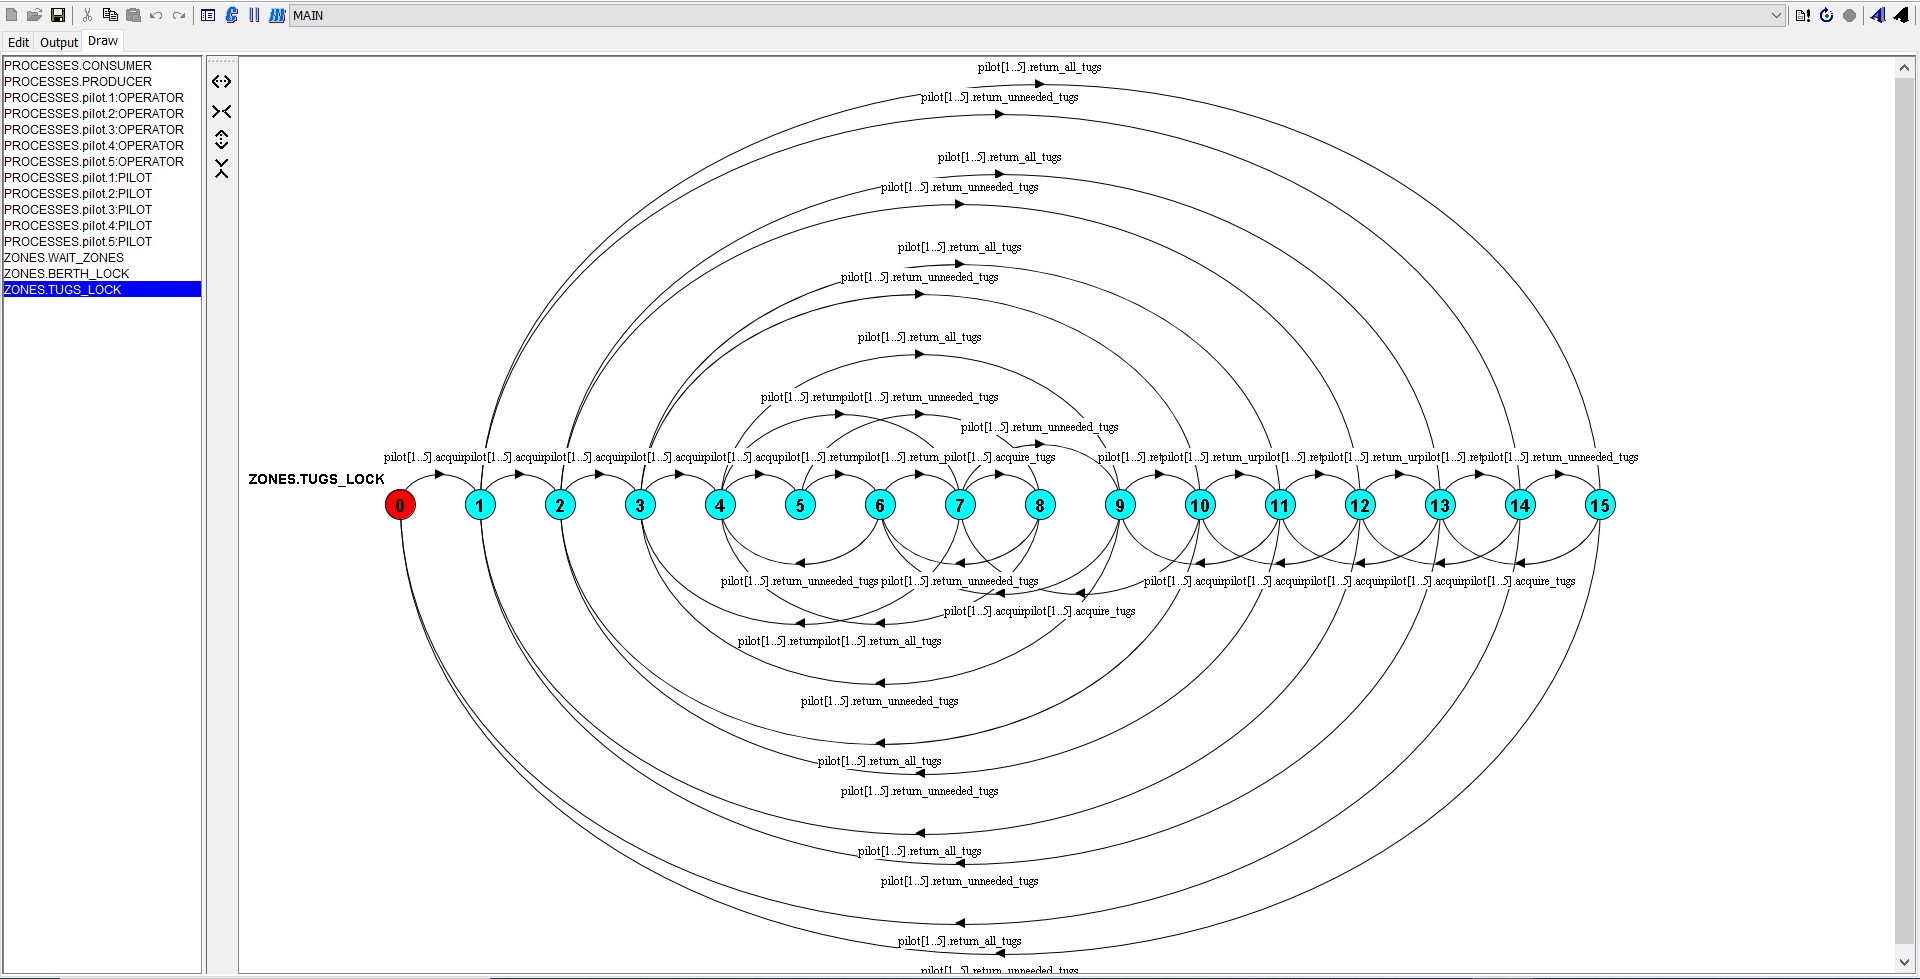 MAIN
Edit Output Draw
PROCESSES.CONSUMER
PROCESSES.PRODUCER
PROCESSES.pilot.1:OPERATOR
PROCESSES.pilot.2:OPERATOR
PROCESSES.pilot.3:OPERATOR
PROCESSES.pilot.4:OPERATOR
PROCESSES.pilot.5:OPERATOR
PROCESSES.pilot.1:PILOT
PROCESSES.pilot.2:PILOT
PROCESSES.pilot.3:PILOT
PROCESSES.pilot.4:PILOT
PROCESSES.pilot.5:PILOT
ZONES.WAIT_ZONES
ZONES.BERTH_LOCK
ZONES.TUGS_LOCK
pilot[1..5].return_all_tugs
pilot[1..5].return_unneeded_tugs
pilot[1..5].return_all_tugs
pilot[1..5].return_unneeded_tugs
pilot[1..5].return_all_tugs
pilot[1..5].return_unneeded_tugs
pilot[1..5].return_all_tugs
pilot[1..5].returnpilot[1..5].return_unneeded_tugs
pilot[1..5].return_unneeded_tugs
pilot[1..5].acquirpilot[1..5].acquirpilot[1..5].acquirpilot[1..5].acqupilot[1..5].returnpilot[1..5].return_pilot[1..5].acquire_tugs pilot[1..5].retpilot[1..5].return_urpilot[1..5].retpilot[1..5].return_urpilot[1..5].retpilot[1..5].return_unneeded_tugs
ZONES.TUGS_LOCK
0 1 2 3 4 5 6 7 8 9 10 11 12 13 14 15
pilot[1..5].return_unneeded_tugs pilot[1..5].return_unneeded_tugs pilot[1..5].acquirpilot[1..5].acquirpilot[1..5].acquirpilot[1..5].acquirpilot[1..5].acquire_tugs
pilot[1..5].acquirpilot[1..5].acquire_tugs
pilot[1..5].returnpilot[1..5].return_all_tugs
pilot[1..5].return_unneeded_tugs
pilot[1..5].return_all_tugs
pilot[1..5].return_unneeded_tugs
pilot[1..5].return_all_tugs
pilot[1..5].return_unneeded_tugs
pilot[1..5].return_all_tugs
pilot[1..5].return_unneeded_tugs